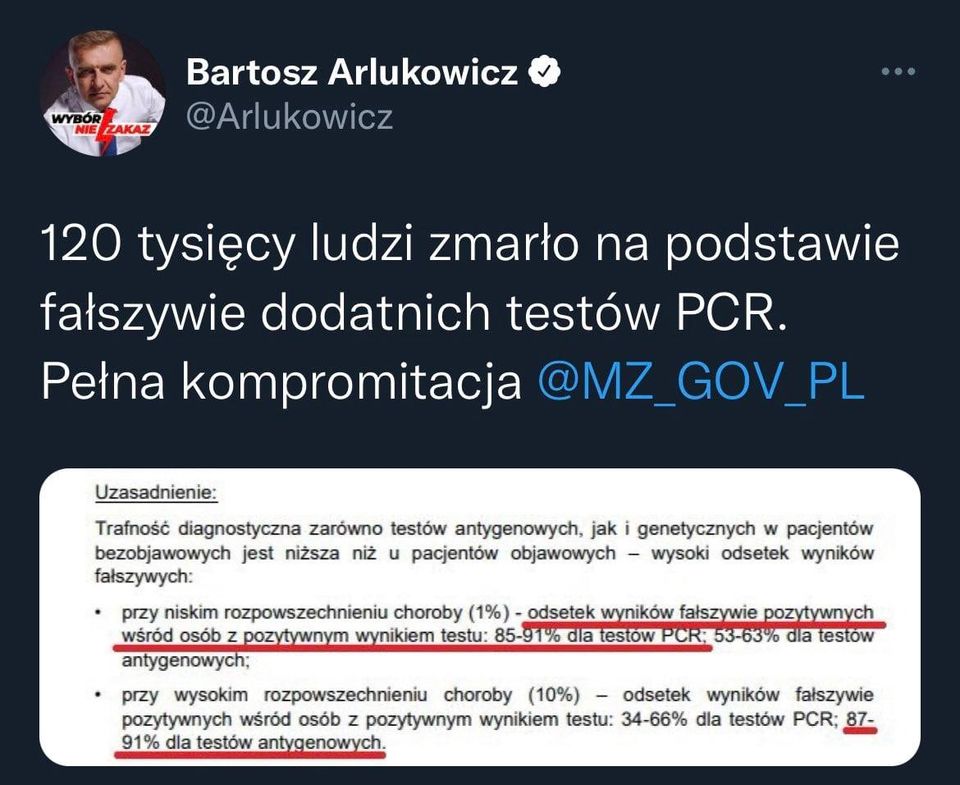 Bartosz Arlukowicz
@Arlukowicz
WYBÓR
NIE ZAKAZ
120 tysięcy ludzi zmarło na podstawie
fałszywie dodatnich testów PCR.
Pełna kompromitacja @MZ_GOV_PL
Uzasadnienie:
Trafność diagnostyczna zarówno testów antygenowych, jak i genetycznych w pacjentów
bezobjawowych jest niższa niż u pacjentów objawowych – wysoki odsetek wyników
fałszywych:
• przy niskim rozpowszechnieniu choroby (1%) - odsetek wyników fałszywie pozytywnych
wśród osób z pozytywnym wynikiem testu: 85-91% dla testów PCR; 53-63% dla testów
antygenowych;
• przy wysokim rozpowszechnieniu choroby (10%) – odsetek wyników fałszywie
pozytywnych wśród osób z pozytywnym wynikiem testu: 34-66% dla testów PCR; 87-
91% dla testów antygenowych.